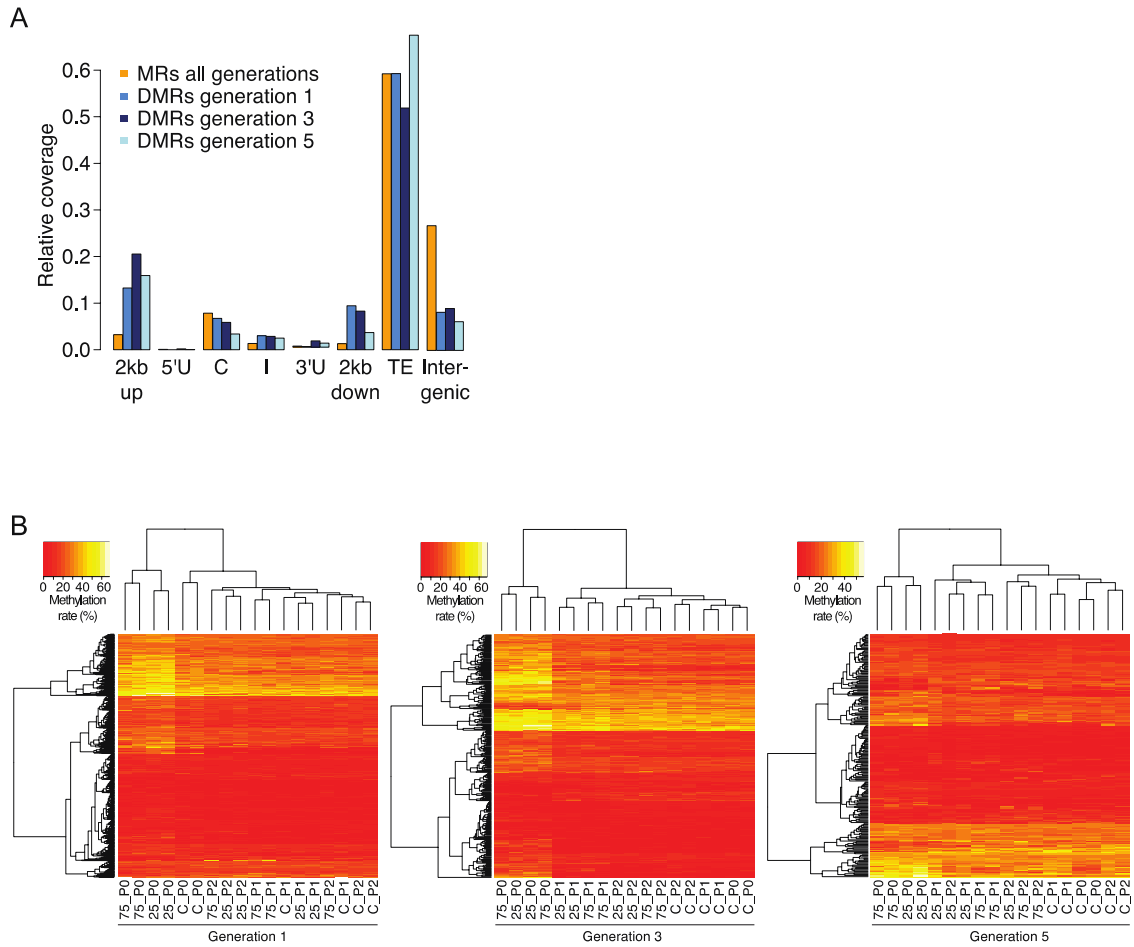 A
MRs all generations
DMRs generation 1
DMRs generation 3
DMRs generation 5
Relative coverage
0.6
0.5
0.4
0.3
0.2
0.1
0.0
2kb up
5'U
C
I
3'U
2kb down
TE
Inter-
genic
B
0 20 40 60
Methylation
rate (%)
75_P0
75_P0
25_P0
25_P0
C_P0
C_P0
75_P2
25_P2
25_P2
75_P1
75_P1
C_P1
25_P1
25_P1
75_P2
C_P1
C_P2
C_P2
Generation 1
0 20 40 60
Methylation
rate (%)
75_P0
75_P0
25_P0
25_P0
25_P1
25_P1
75_P1
75_P1
25_P2
25_P2
75_P2
75_P2
C_P2
C_P2
C_P1
C_P1
C_P0
C_P0
Generation 3
0 20 40
Methylation
rate (%)
75_P0
75_P0
25_P0
25_P0
25_P1
25_P1
75_P1
75_P1
75_P2
25_P2
25_P2
75_P2
C_P1
C_P1
C_P0
C_P0
C_P2
C_P2
Generation 5